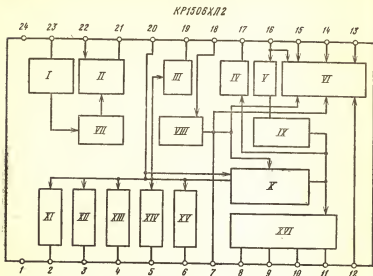 КР1506ХЛ2
24 23 22 21 20 19 18 17 16 15 14 13
I II III IV V VI
VII VIII IX
X
XI XII XIII XIV XV XVI
1 2 3 4 5 6 7 8 9 10 11 12